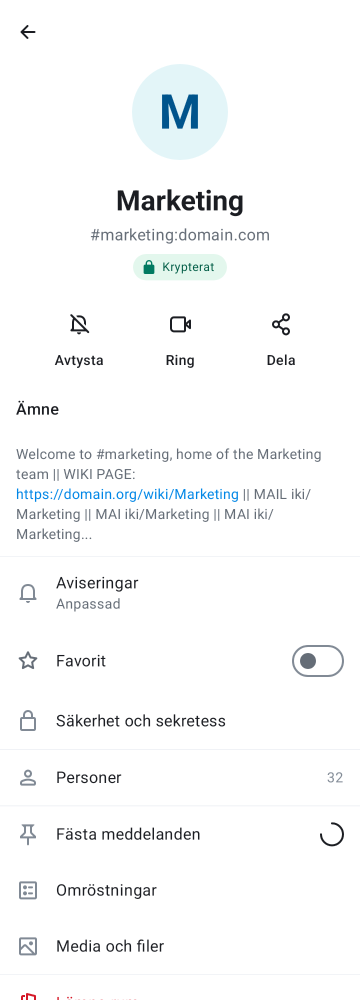 M
Marketing
#marketing:domain.com
Krypterat
Avtysta
Ring
Dela
Ämne
Welcome to #marketing, home of the Marketing
team || WIKI PAGE:
https://domain.org/wiki/Marketing || MAIL iki/
Marketing || MAI iki/Marketing || MAI iki/
Marketing...
Aviseringar
Anpassad
Favorit
Säkerhet och sekretess
Personer 32
Fästa meddelanden
Omröstningar
Media och filer